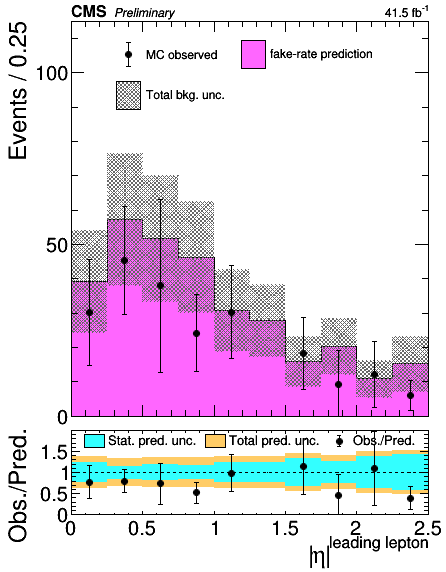 CMS Preliminary 41.5 fb⁻¹
MC observed fake-rate prediction
Total bkg. unc.
Events / 0.25
100
50
0
Stat. pred. unc. Total pred. unc. Obs./Pred.
Obs./Pred.
1.5
1
0.5
0
0 0.5 1 1.5 2 2.5
|η|leading lepton